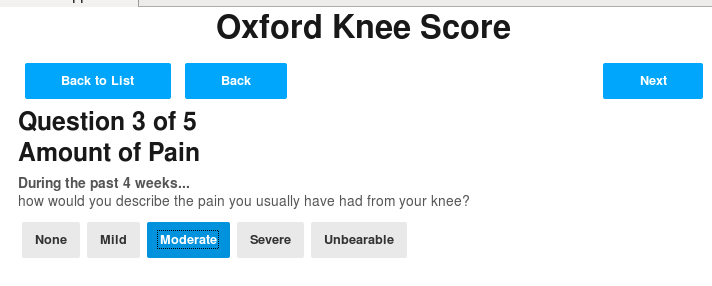 Oxford Knee Score
Back to List Back Next
Question 3 of 5
Amount of Pain
During the past 4 weeks...
how would you describe the pain you usually have had from your knee?
None Mild Moderate Severe Unbearable